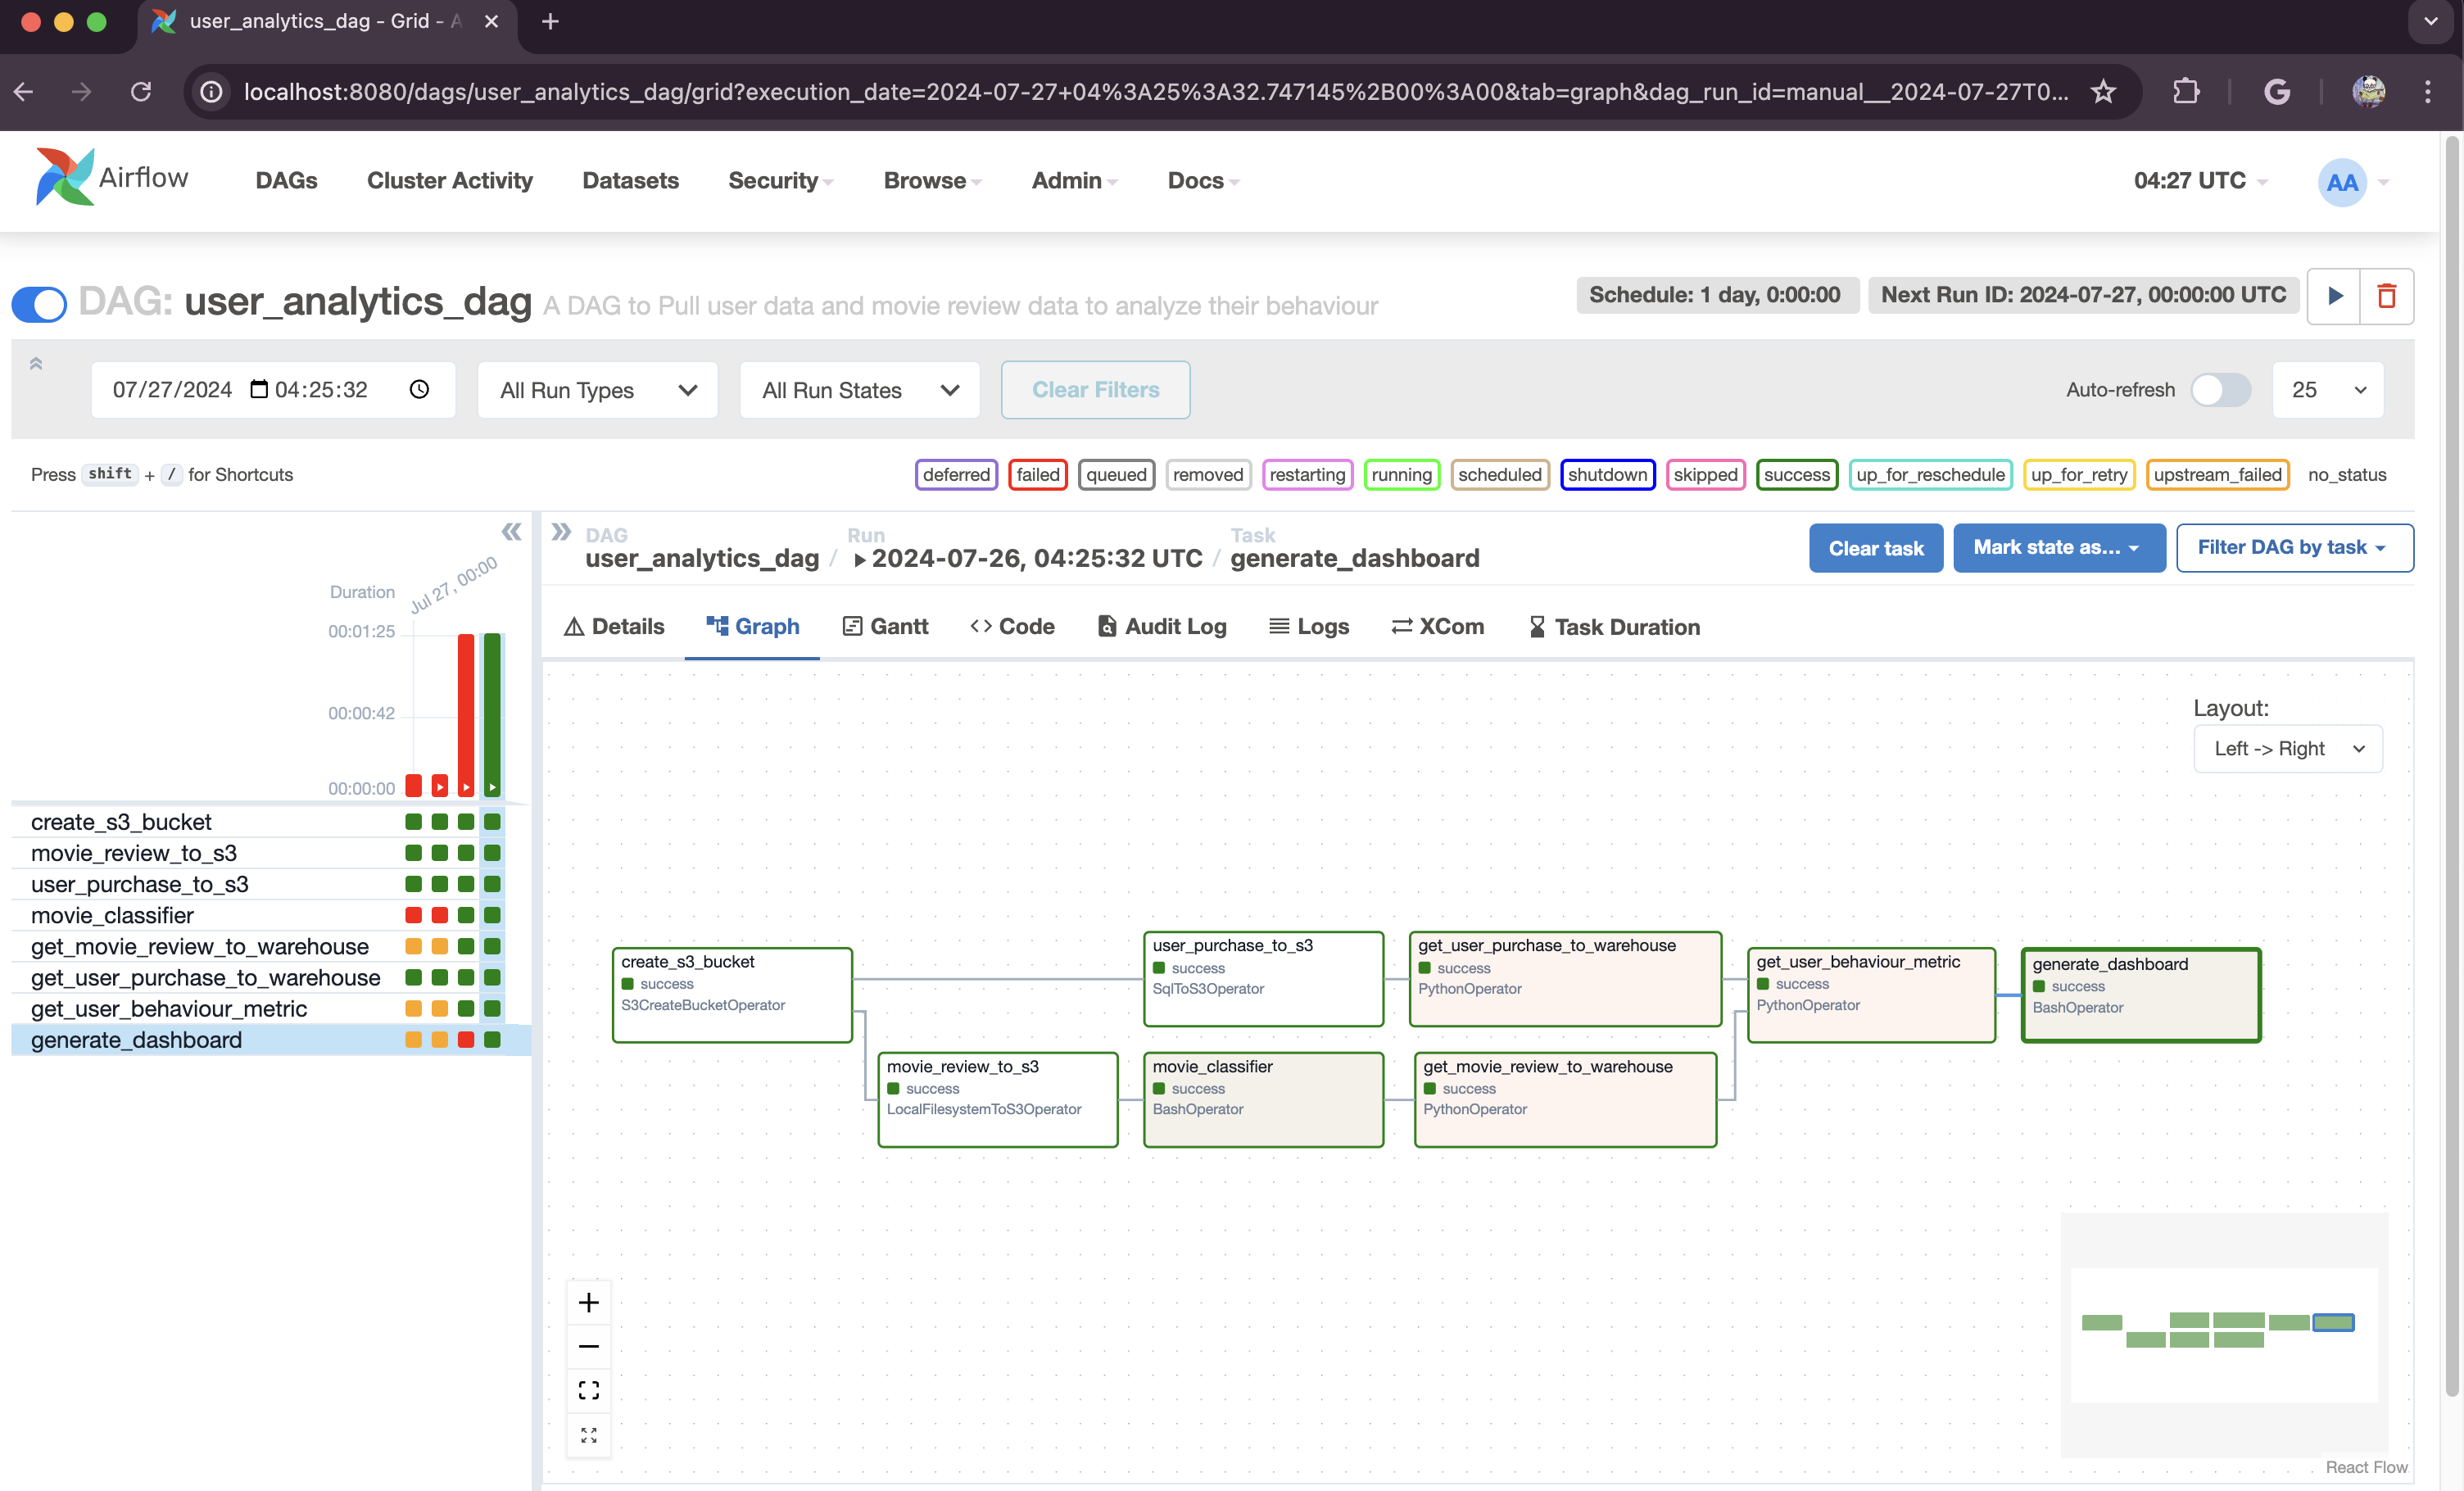 user_analytics_dag - Grid - A
localhost:8080/dags/user_analytics_dag/grid?execution_date=2024-07-27+04%3A25%3A32.747145%2B00%3A00&tab=graph&dag_run_id=manual__2024-07-27T0...
Airflow DAGs Cluster Activity Datasets Security Browse Admin Docs 04:27 UTC AA
DAG: user_analytics_dag A DAG to Pull user data and movie review data to analyze their behaviour Schedule: 1 day, 0:00:00 Next Run ID: 2024-07-27, 00:00:00 UTC
07/27/2024 04:25:32 All Run Types All Run States Clear Filters Auto-refresh 25
Press shift + / for Shortcuts deferred failed queued removed restarting running scheduled shutdown skipped success up_for_reschedule up_for_retry upstream_failed no_status
Duration
Jul 27, 00:00
00:01:25
00:00:42
00:00:00
create_s3_bucket
movie_review_to_s3
user_purchase_to_s3
movie_classifier
get_movie_review_to_warehouse
get_user_purchase_to_warehouse
get_user_behaviour_metric
generate_dashboard
DAG Run Task
user_analytics_dag / 2024-07-26, 04:25:32 UTC / generate_dashboard
Clear task Mark state as... Filter DAG by task
Details Graph Gantt Code Audit Log Logs XCom Task Duration
Layout:
Left -> Right
create_s3_bucket
success
S3CreateBucketOperator
movie_review_to_s3
success
LocalFilesystemToS3Operator
user_purchase_to_s3
success
SqlToS3Operator
movie_classifier
success
BashOperator
get_user_purchase_to_warehouse
success
PythonOperator
get_movie_review_to_warehouse
success
PythonOperator
get_user_behaviour_metric
success
PythonOperator
generate_dashboard
success
BashOperator
React Flow